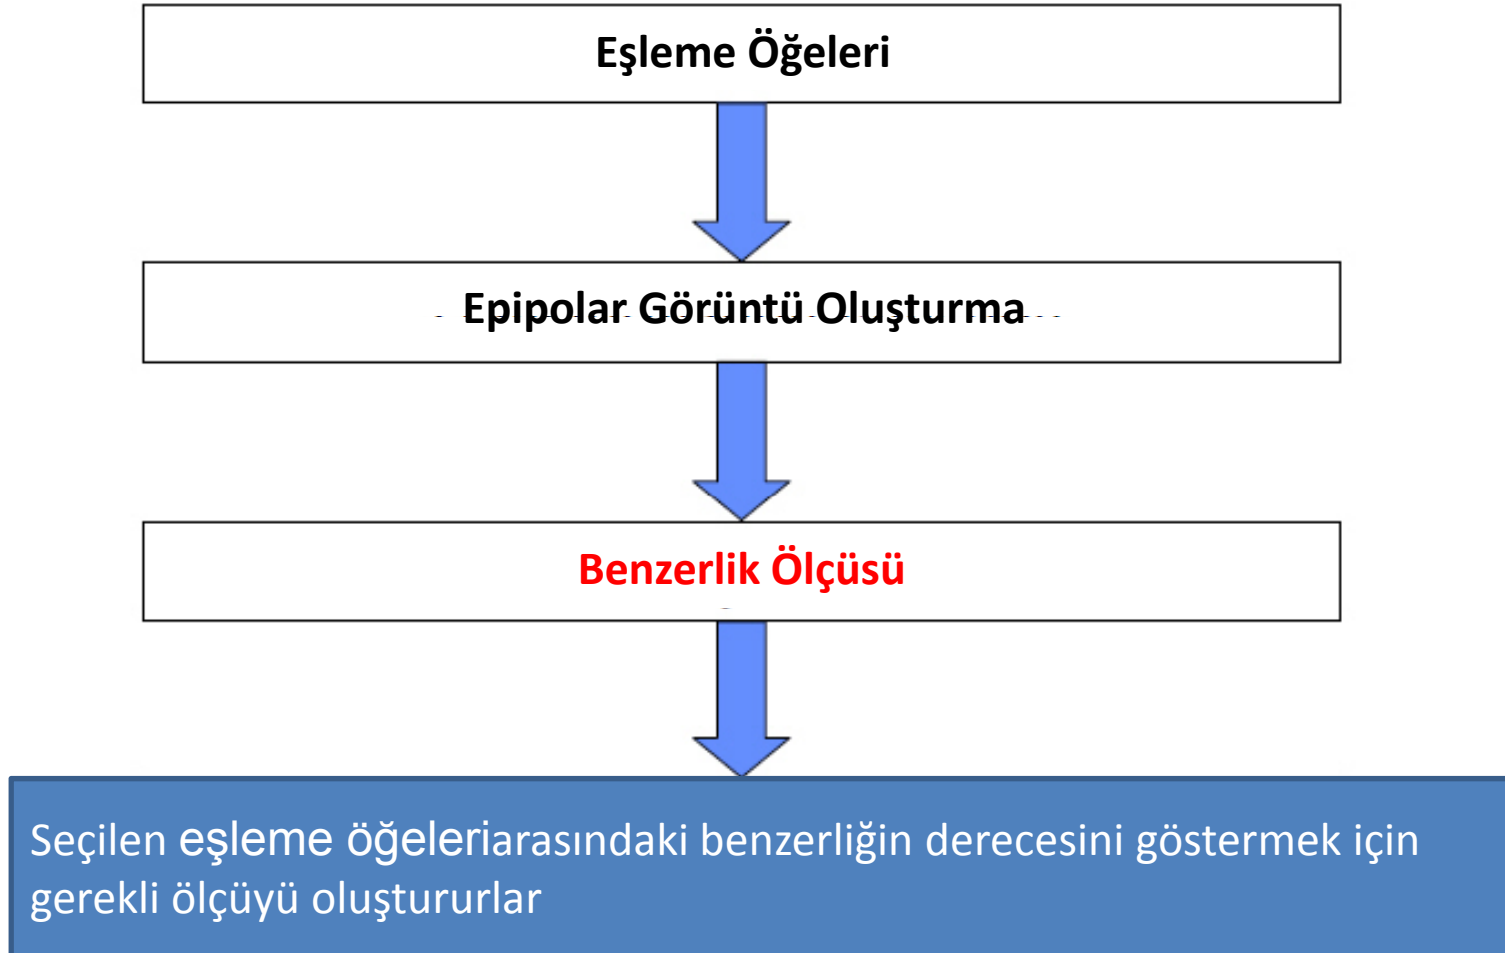 Eşleme Öğeleri
Epipolar Görüntü Oluşturma
Benzerlik Ölçüsü
Seçilen eşleme öğeleriarasındaki benzerliğin derecesini göstermek için
gerekli ölçüyü oluştururlar